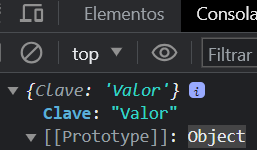 Elementos Consola
top Filtrar
{Clave: 'Valor'} i
Clave: "Valor"
[[Prototype]]: Object